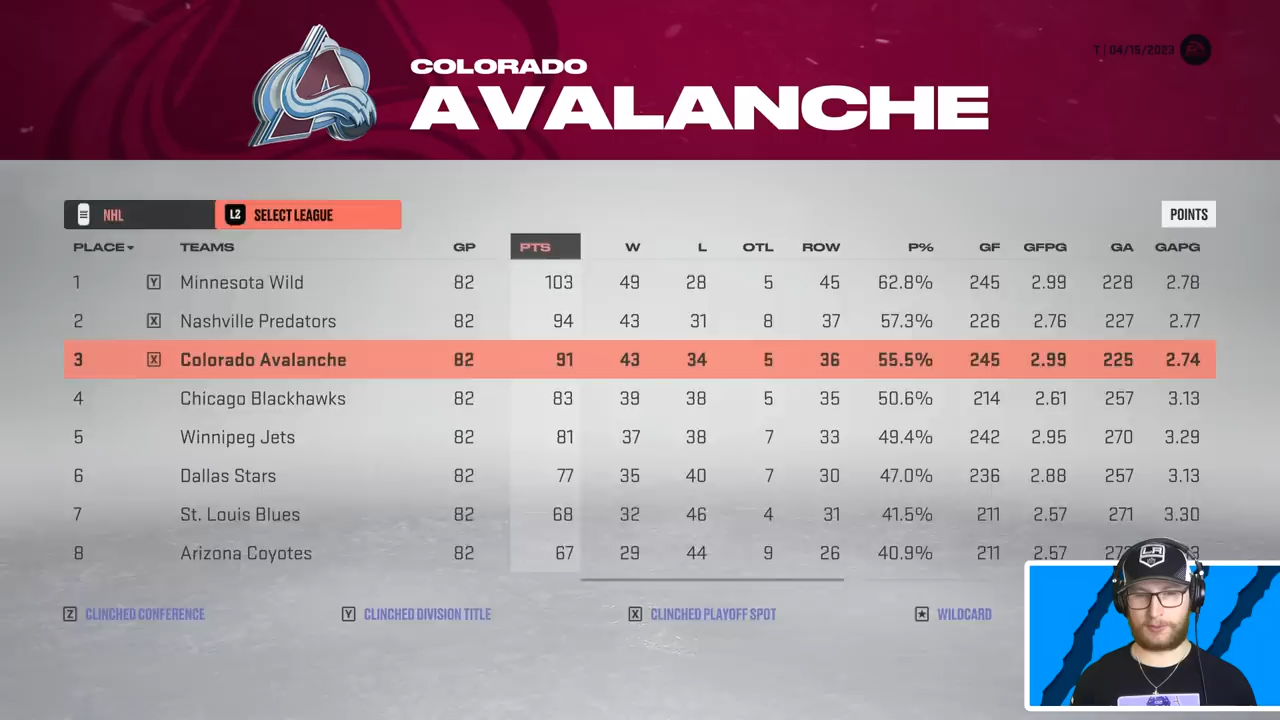 COLORADO
AVALANCHE
T | 04/15/2023 EA
NHL L2 SELECT LEAGUE POINTS
PLACE TEAMS GP PTS W L OTL ROW P% GF GFPG GA GAPG
1 Y Minnesota Wild 82 103 49 28 5 45 62.8% 245 2.99 228 2.78
2 X Nashville Predators 82 94 43 31 8 37 57.3% 226 2.76 227 2.77
3 X Colorado Avalanche 82 91 43 34 5 36 55.5% 245 2.99 225 2.74
4 Chicago Blackhawks 82 83 39 38 5 35 50.6% 214 2.61 257 3.13
5 Winnipeg Jets 82 81 37 38 7 33 49.4% 242 2.95 270 3.29
6 Dallas Stars 82 77 35 40 7 30 47.0% 236 2.88 257 3.13
7 St. Louis Blues 82 68 32 46 4 31 41.5% 211 2.57 271 3.30
8 Arizona Coyotes 82 67 29 44 9 26 40.9% 211 2.57
Z CLINCHED CONFERENCE Y CLINCHED DIVISION TITLE X CLINCHED PLAYOFF SPOT ★ WILDCARD
LA